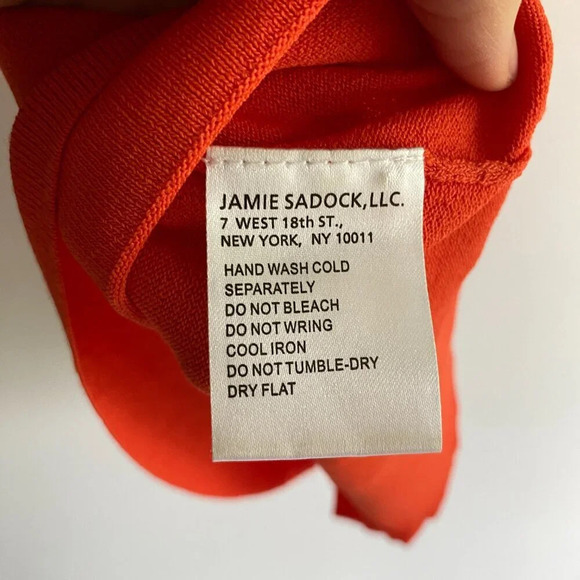 JAMIE SADOCK,LLC.
7 WEST 18th ST.,
NEW YORK, NY 10011
HAND WASH COLD
SEPARATELY
DO NOT BLEACH
DO NOT WRING
COOL IRON
DO NOT TUMBLE-DRY
DRY FLAT